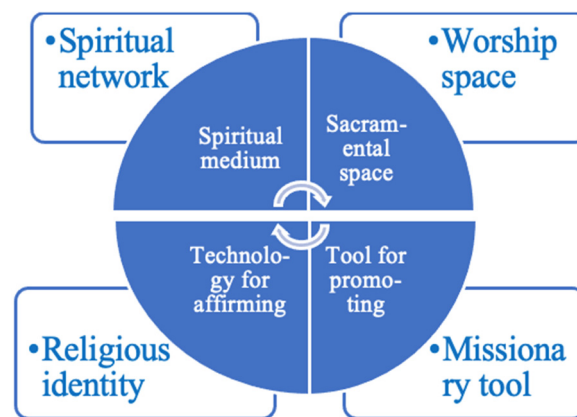 •Spiritual
network
•Worship
space
Spiritual
medium
Sacram-
ental
space
Technolo-
gy for
affirming
Tool for
promo-
ting
•Religious
identity
•Missiona
ry tool